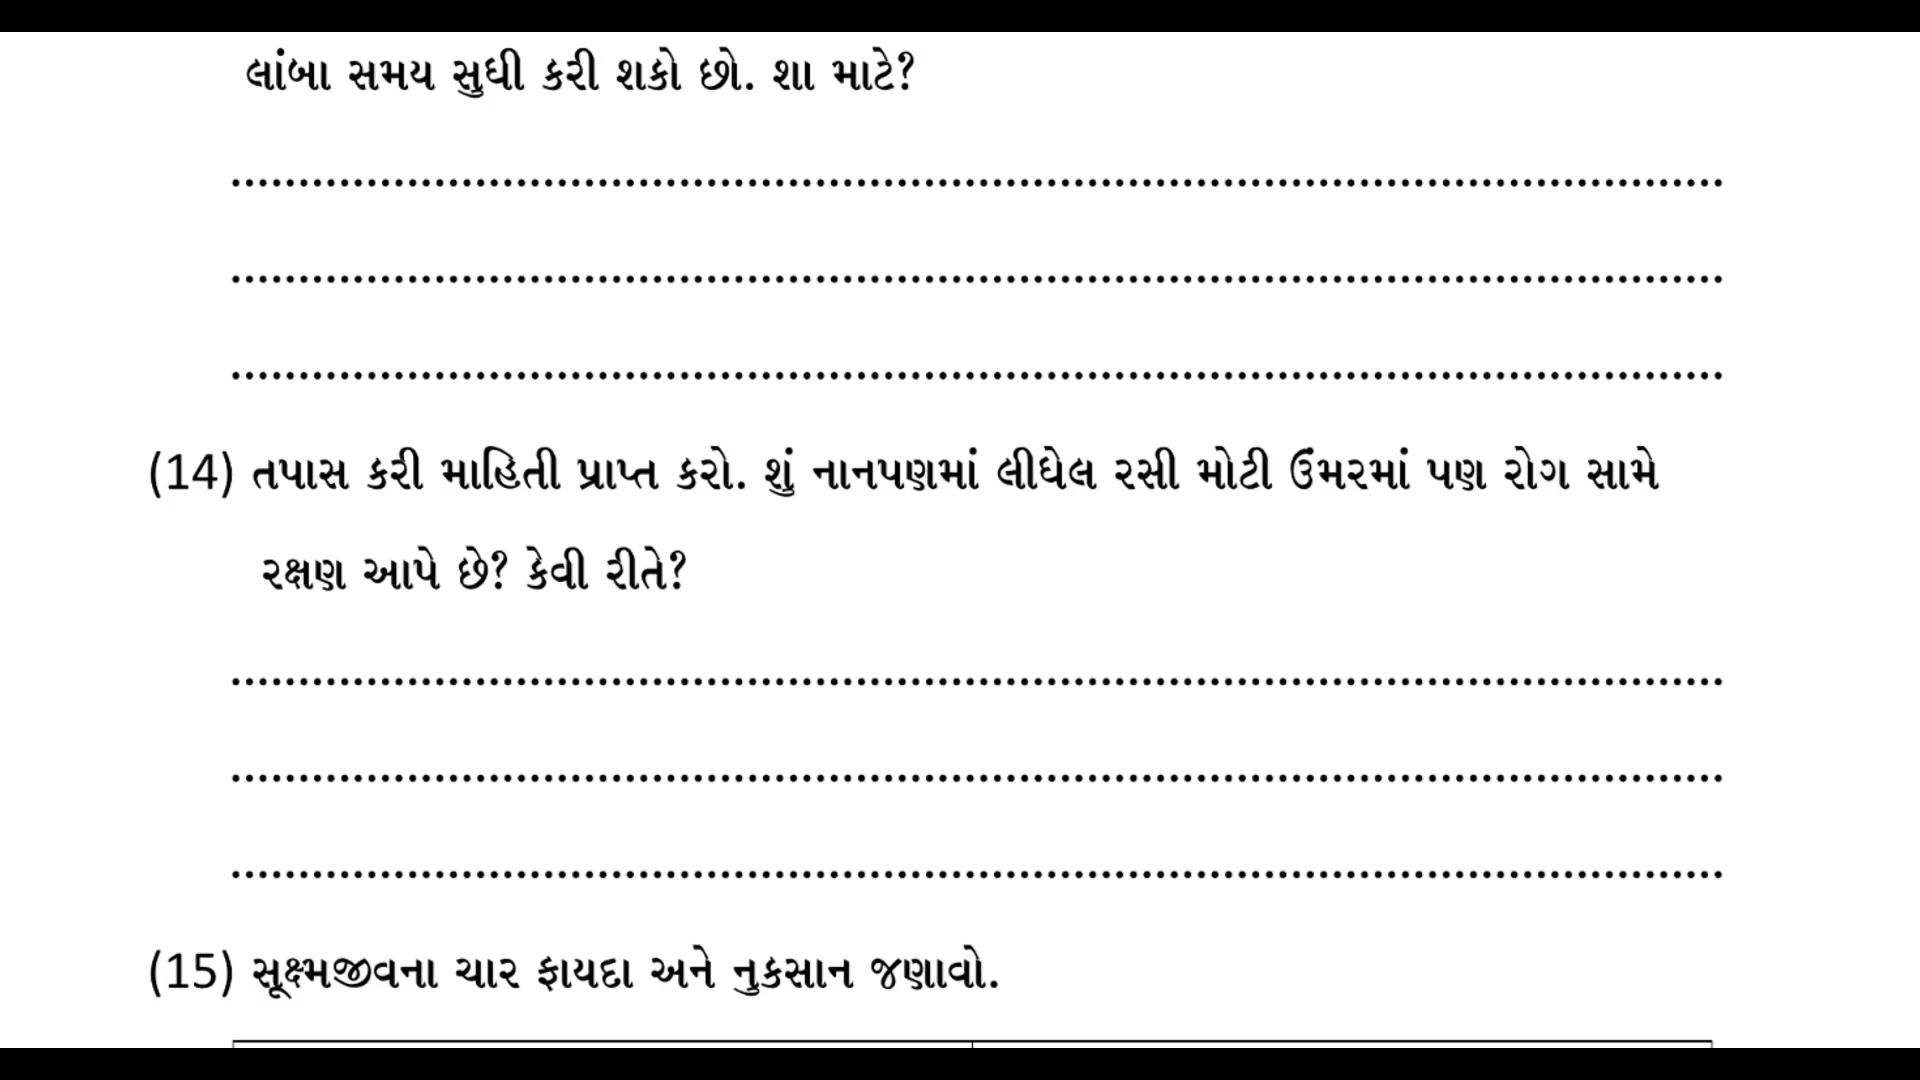 લાંબા સમય સુધી કરી શકો છો. શા માટે?
(14) તપાસ કરી માહિતી પ્રાપ્ત કરો. શું નાનપણમાં લીધેલ રસી મોટી ઉંમરમાં પણ રોગ સામે
રક્ષણ આપે છે? કેવી રીતે?
(15) સૂક્ષ્મજીવના ચાર ફાયદા અને નુકસાન જણાવો.